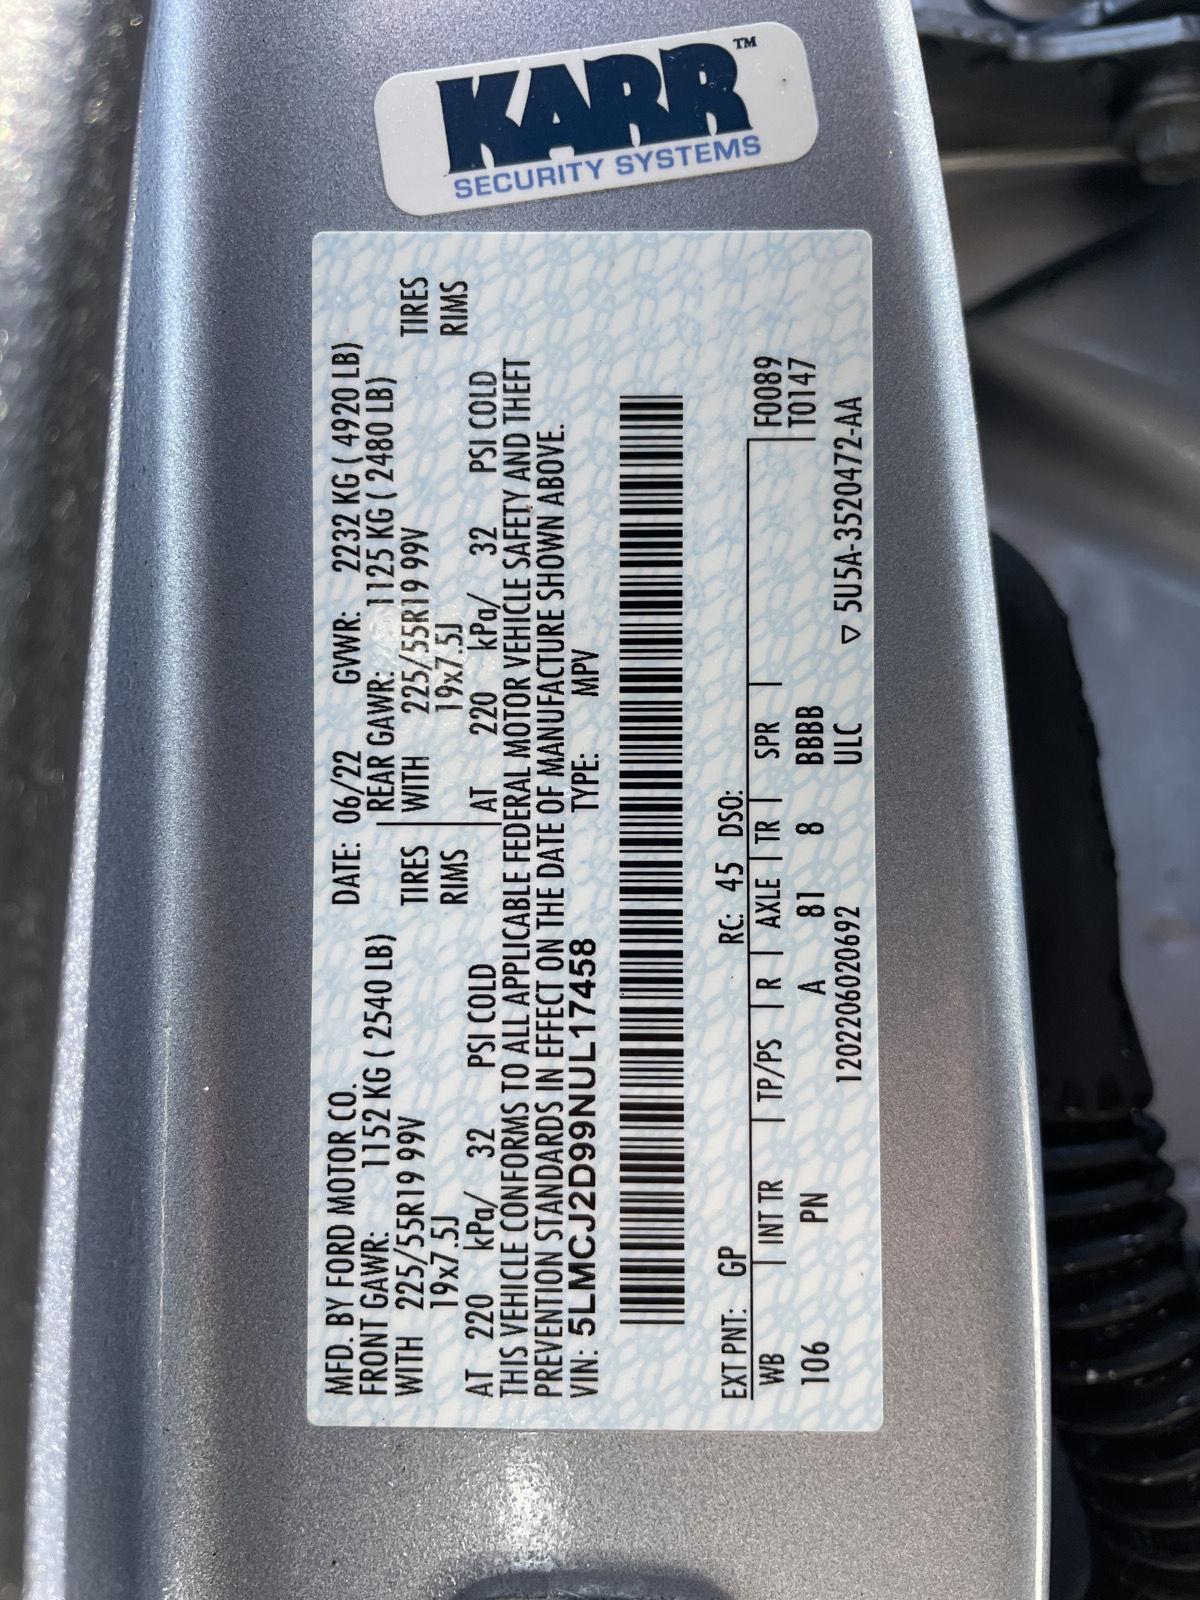 KARR™
SECURITY SYSTEMS
MFD. BY FORD MOTOR CO. DATE: 06/22 GVWR: 2232 KG ( 4920 LB)
FRONT GAWR: 1152 KG ( 2540 LB) REAR GAWR: 1125 KG ( 2480 LB)
WITH 225/55R19 99V TIRES WITH 225/55R19 99V TIRES
19x7.5J RIMS 19x7.5J RIMS
AT 220 kPa/ 32 PSI COLD AT 220 kPa/ 32 PSI COLD
THIS VEHICLE CONFORMS TO ALL APPLICABLE FEDERAL MOTOR VEHICLE SAFETY AND THEFT
PREVENTION STANDARDS IN EFFECT ON THE DATE OF MANUFACTURE SHOWN ABOVE.
VIN: 5LMCJ2D99NUL17458 TYPE: MPV
EXT PNT: GP RC: 45 DSO:
WB INT TR TP/PS R AXLE TR SPR F0089
106 PN A 81 8 BBBB T0147
120220602069​2 ULC ▽ 5U5A-3520472-AA